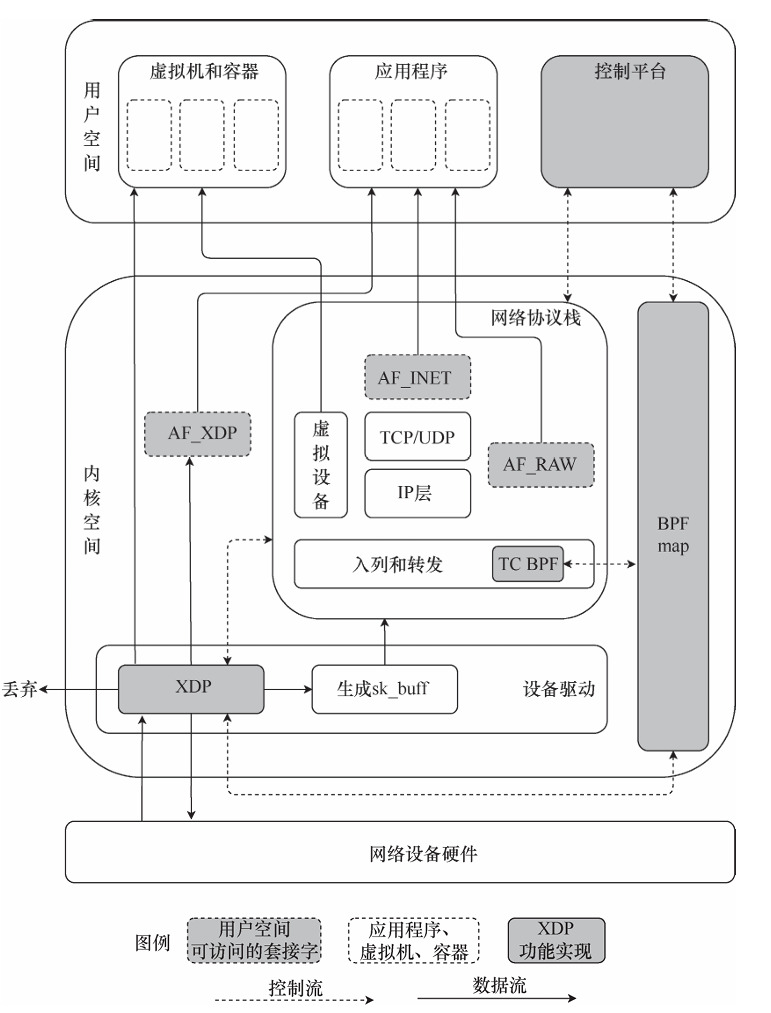 用户空间
虚拟机和容器
应用程序
控制平台
内核空间
网络协议栈
AF_INET
AF_XDP
虚拟设备
TCP/UDP
AF_RAW
IP层
BPF
map
入列和转发
TC BPF
丢弃
XDP
生成sk_buff
设备驱动
网络设备硬件
图例
用户空间
可访问的套接字
应用程序、
虚拟机、容器
XDP
功能实现
控制流
数据流